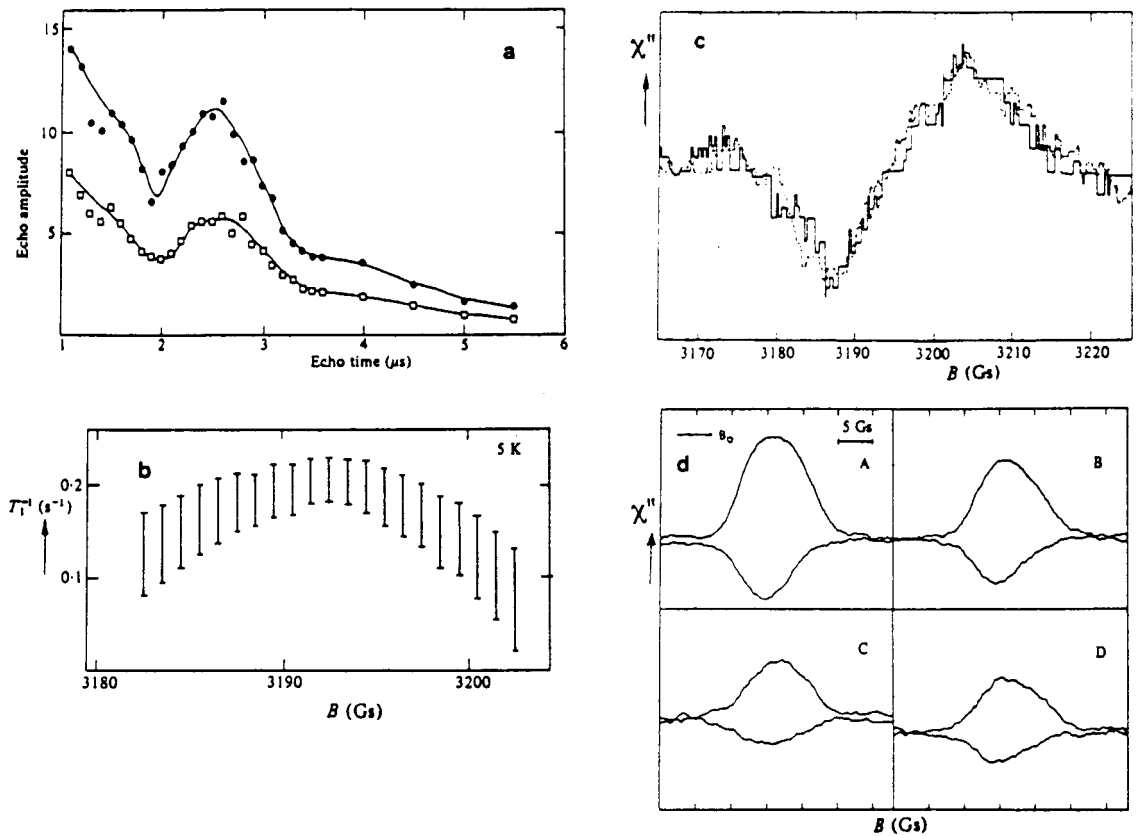 15
10
5
Echo amplitude
a
1 2 3 4 5 6
Echo time (μs)
b
5 K
T₁⁻¹ (s⁻¹)
0·2
0·1
3180 3190 3200
B (Gs)
χ"
c
3170 3180 3190 3200 3210 3220
B (Gs)
d
B₀
5 Gs
A
B
χ"
C
D
B (Gs)